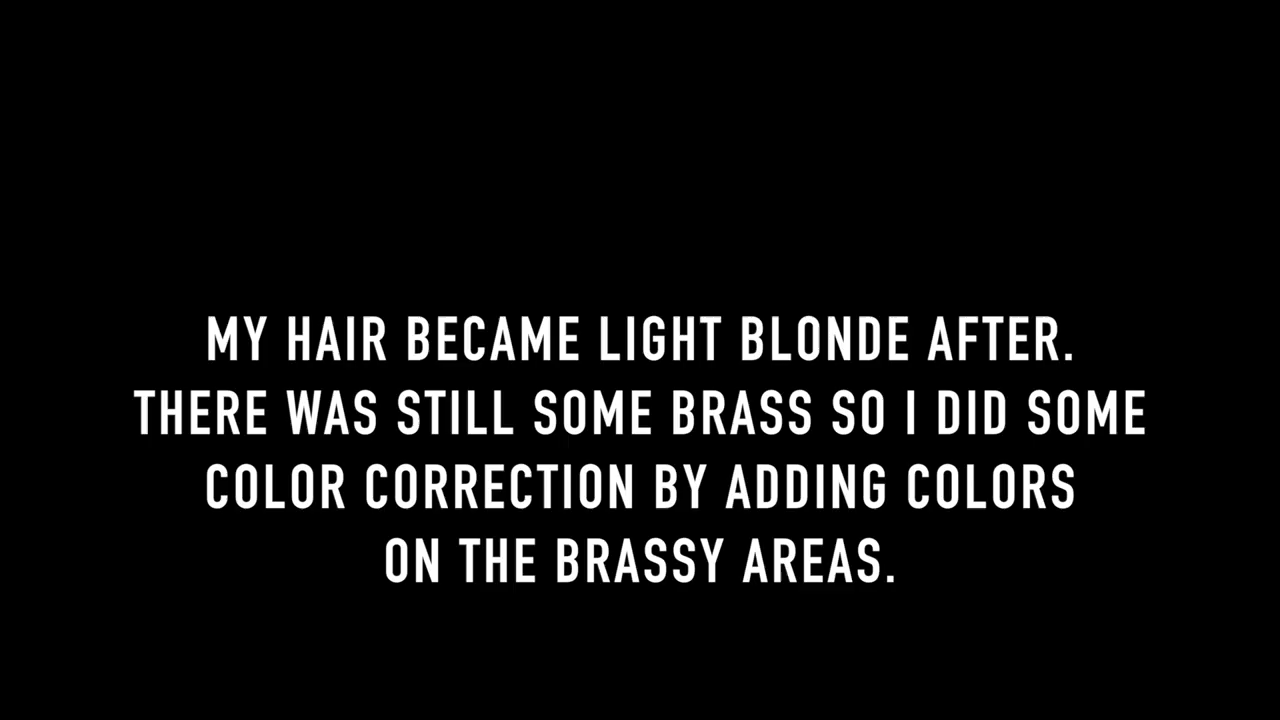 MY HAIR BECAME LIGHT BLONDE AFTER.
THERE WAS STILL SOME BRASS SO I DID SOME
COLOR CORRECTION BY ADDING COLORS
ON THE BRASSY AREAS.